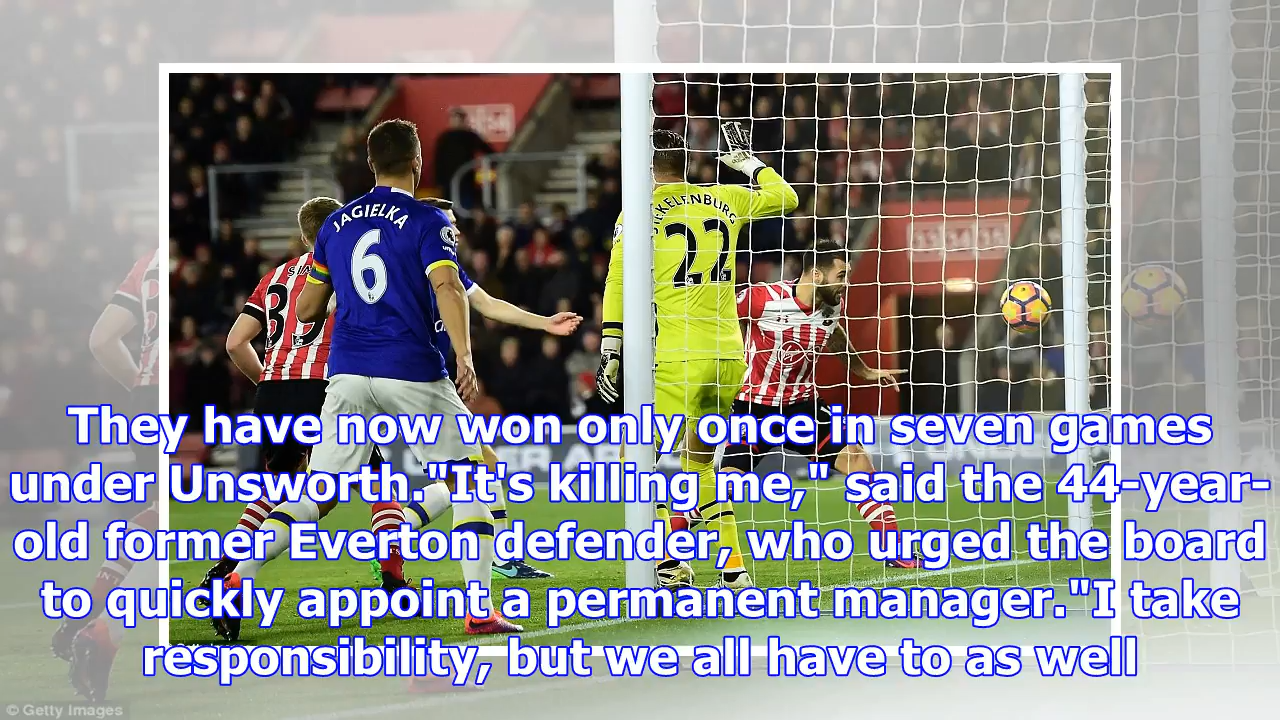 JAGIELKA
6
22
They have now won only once in seven games
under Unsworth."It's killing me," said the 44-year-
old former Everton defender, who urged the board
to quickly appoint a permanent manager."I take
responsibility, but we all have to as well
© Getty Images